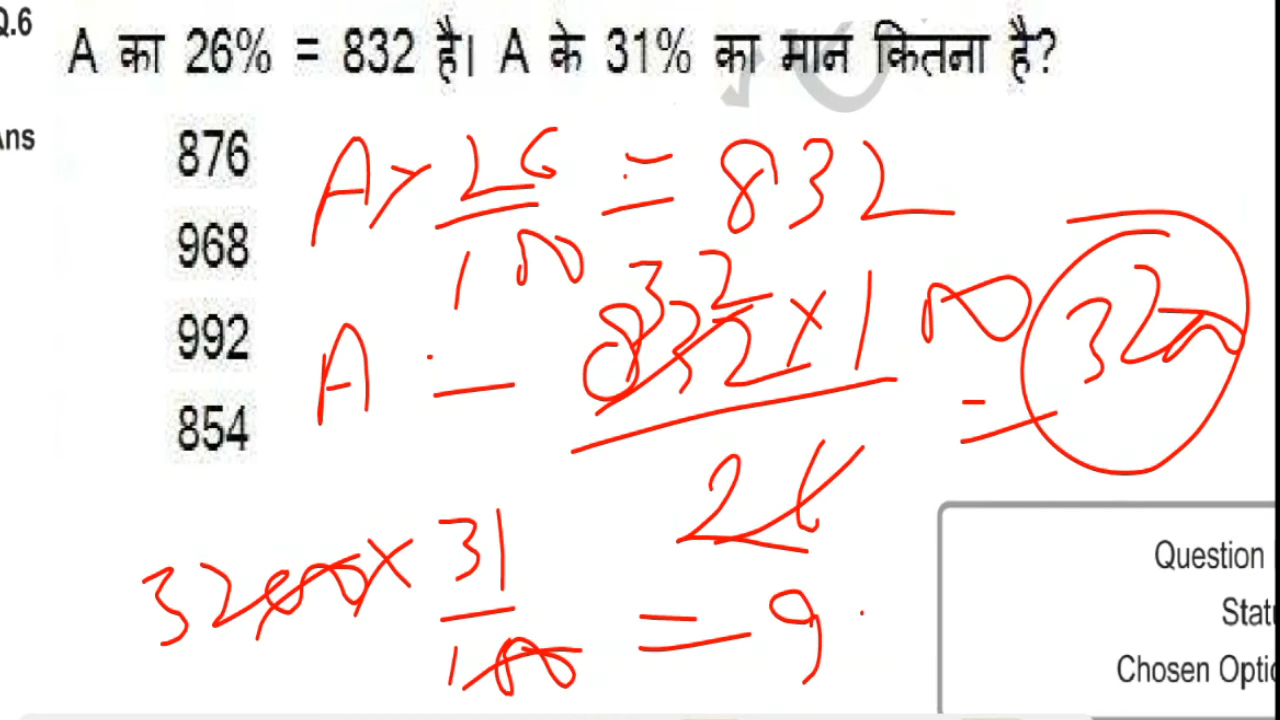 Q.6 A का 26% = 832 है। A के 31% का मान कितना है?
Ans
876
968
992
854
A × 26/100 = 832
A = 832 × 100 / 26 = 3200
32
3200 × 31/100 = 9
Question
Statu
Chosen Optio